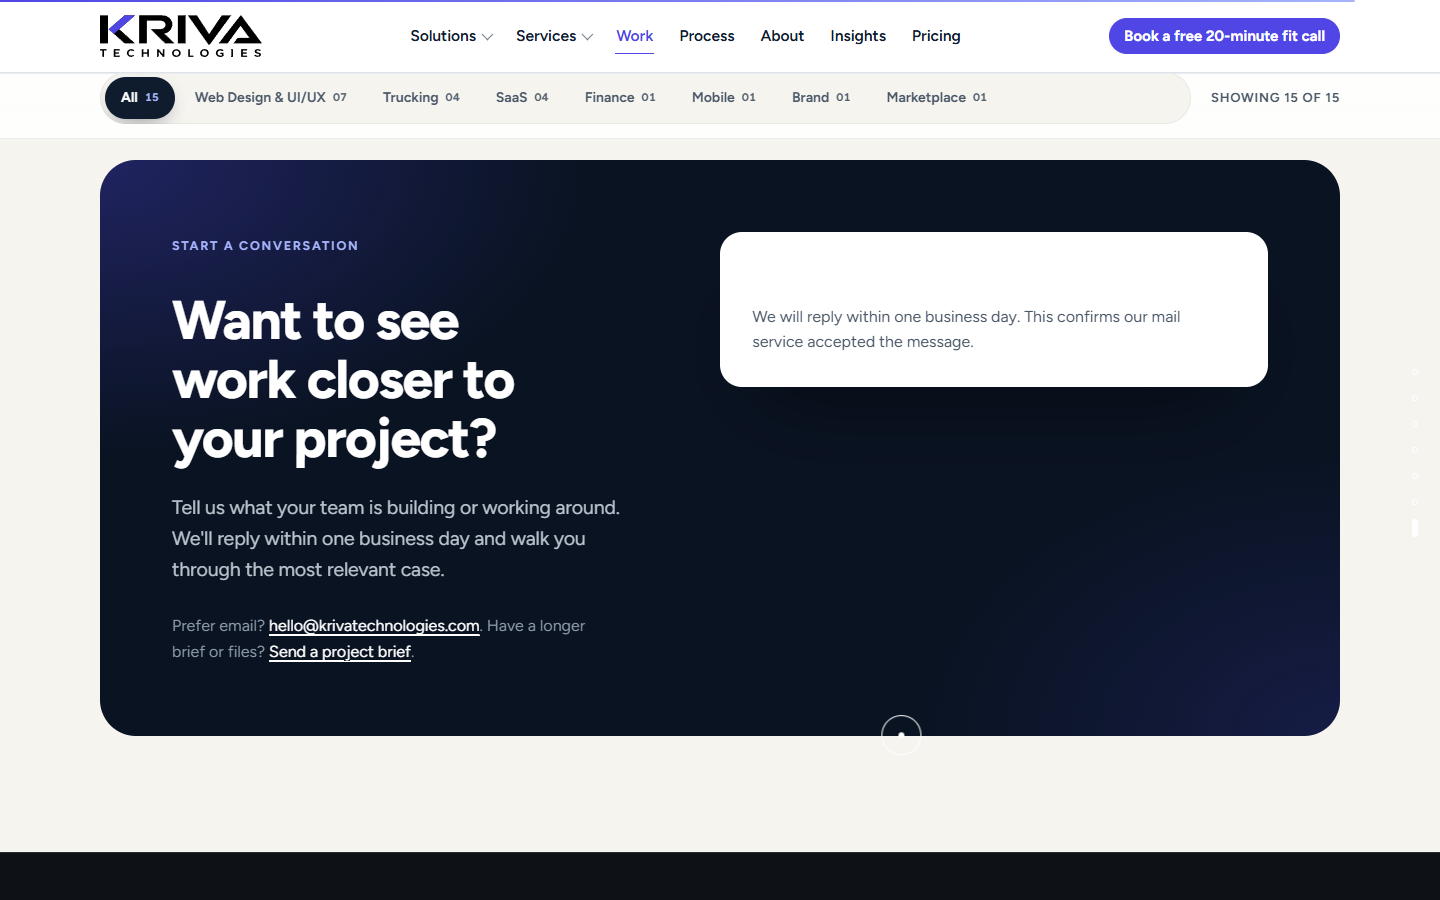 KRIVA
TECHNOLOGIES
Solutions
Services
Work
Process
About
Insights
Pricing
Book a free 20-minute fit call
All 15
Web Design & UI/UX 07
Trucking 04
SaaS 04
Finance 01
Mobile 01
Brand 01
Marketplace 01
SHOWING 15 OF 15
START A CONVERSATION
Want to see
work closer to
your project?
Tell us what your team is building or working around.
We'll reply within one business day and walk you
through the most relevant case.
Prefer email? hello@krivatechnologies.com. Have a longer
brief or files? Send a project brief.
We will reply within one business day. This confirms our mail
service accepted the message.